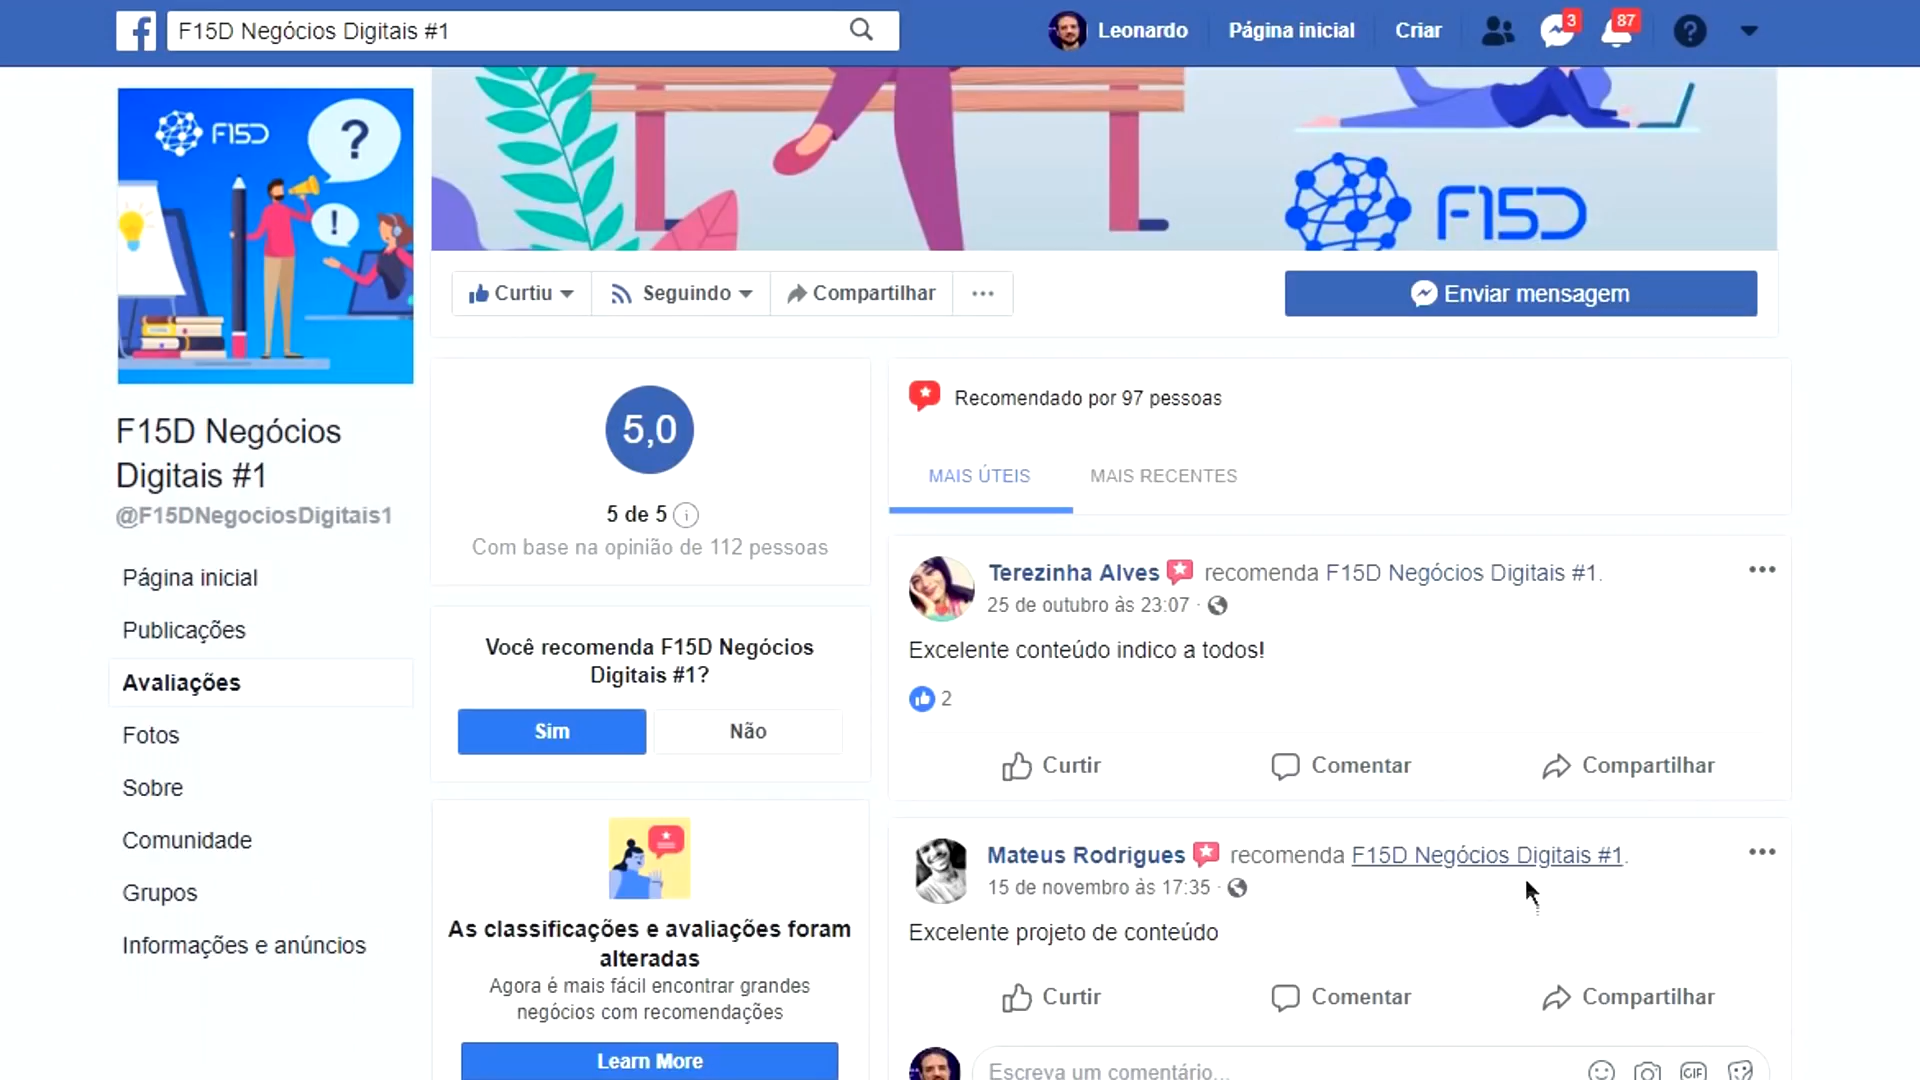 F15D Negócios Digitais #1
Leonardo
Página inicial
Criar
3
87
?
F15D
?
!
F15D
Curtiu
Seguindo
Compartilhar
Enviar mensagem
F15D Negócios
Digitais #1
@F15DNegociosDigitais1
Página inicial
Publicações
Avaliações
Fotos
Sobre
Comunidade
Grupos
Informações e anúncios
5,0
5 de 5
Com base na opinião de 112 pessoas
Você recomenda F15D Negócios
Digitais #1?
Sim
Não
As classificações e avaliações foram
alteradas
Agora é mais fácil encontrar grandes
negócios com recomendações
Learn More
Recomendado por 97 pessoas
MAIS ÚTEIS
MAIS RECENTES
Terezinha Alves recomenda F15D Negócios Digitais #1.
25 de outubro às 23:07 ·
Excelente conteúdo indico a todos!
2
Curtir
Comentar
Compartilhar
Mateus Rodrigues recomenda F15D Negócios Digitais #1.
15 de novembro às 17:35 ·
Excelente projeto de conteúdo
Curtir
Comentar
Compartilhar
Escreva um comentário...
GIF